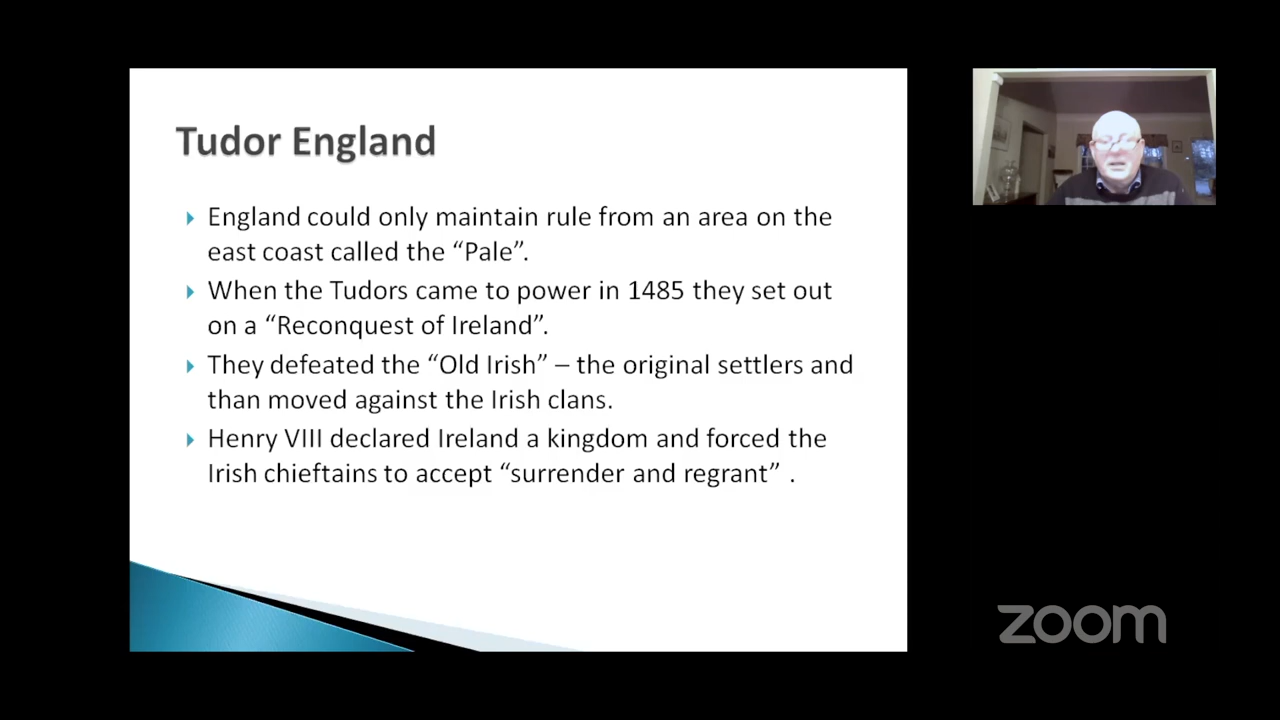 Tudor England
England could only maintain rule from an area on the
east coast called the “Pale”.
When the Tudors came to power in 1485 they set out
on a “Reconquest of Ireland”.
They defeated the “Old Irish” – the original settlers and
than moved against the Irish clans.
Henry VIII declared Ireland a kingdom and forced the
Irish chieftains to accept “surrender and regrant” .
zoom